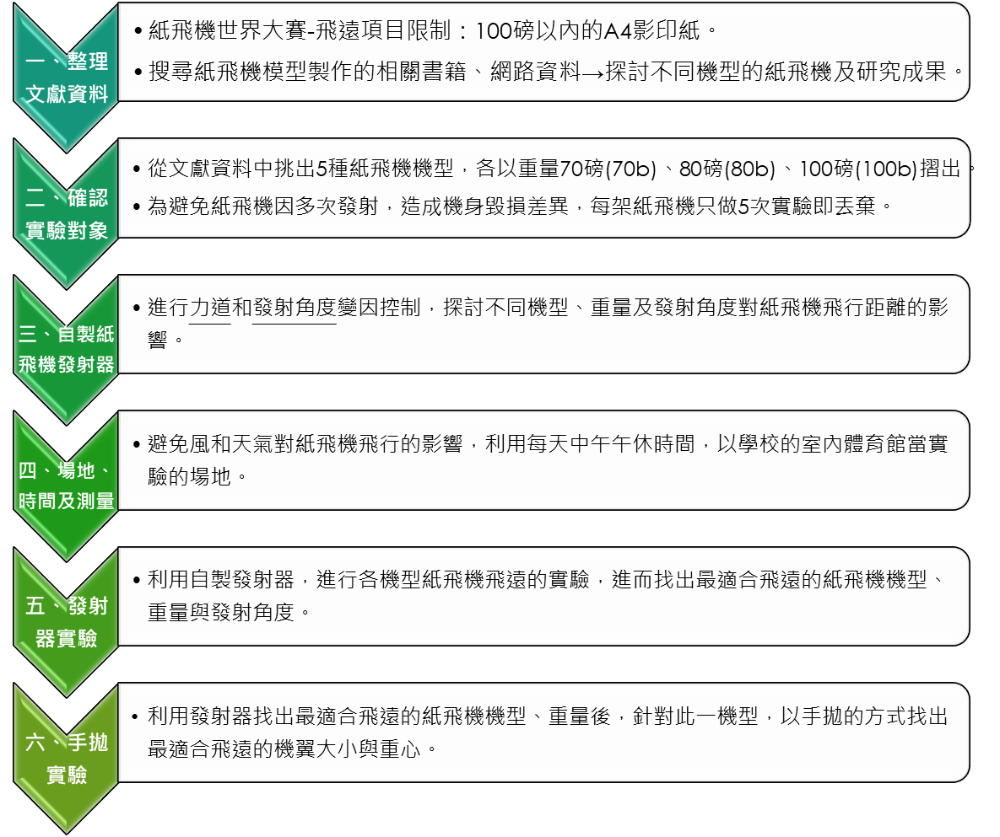 一、整理
文獻資料
•紙飛機世界大賽-飛遠項目限制：100磅以內的A4影印紙。
•搜尋紙飛機模型製作的相關書籍、網路資料→探討不同機型的紙飛機及研究成果。
二、確認
實驗對象
•從文獻資料中挑出5種紙飛機機型，各以重量70磅(70b)、80磅(80b)、100磅(100b)摺出。
•為避免紙飛機因多次發射，造成機身毀損差異，每架紙飛機只做5次實驗即丟棄。
三、自製紙
飛機發射器
•進行力道和發射角度變因控制，探討不同機型、重量及發射角度對紙飛機飛行距離的影
響。
四、場地、
時間及測量
•避免風和天氣對紙飛機飛行的影響，利用每天中午午休時間，以學校的室內體育館當實
驗的場地。
五、發射
器實驗
•利用自製發射器，進行各機型紙飛機飛遠的實驗，進而找出最適合飛遠的紙飛機機型、
重量與發射角度。
六、手拋
實驗
•利用發射器找出最適合飛遠的紙飛機機型、重量後，針對此一機型，以手拋的方式找出
最適合飛遠的機翼大小與重心。